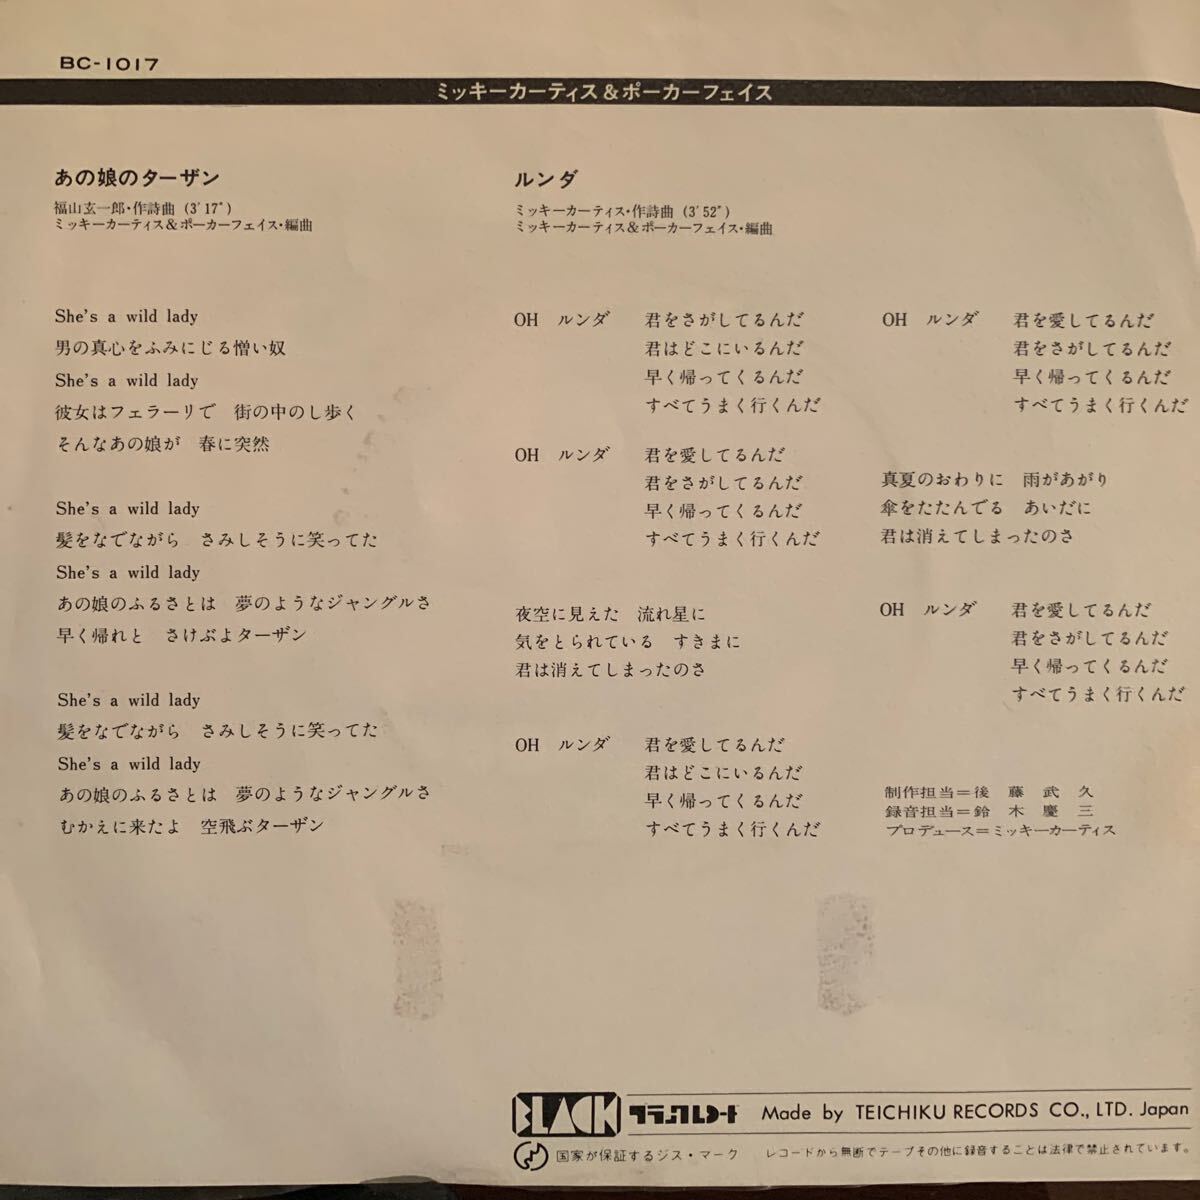 BC-1017
ミッキーカーティス&ポーカーフェイス
あの娘のターザン
福山玄一郎・作詩曲 (3′17″)
ミッキーカーティス&ポーカーフェイス・編曲
She's a wild lady
男の真心をふみにじる憎い奴
She's a wild lady
彼女はフェラーリで 街の中のし歩く
そんなあの娘が 春に突然
She's a wild lady
髪をなでながら さみしそうに笑ってた
She's a wild lady
あの娘のふるさとは 夢のようなジャングルさ
早く帰れと さけぶよターザン
She's a wild lady
髪をなでながら さみしそうに笑ってた
She's a wild lady
あの娘のふるさとは 夢のようなジャングルさ
むかえに来たよ 空飛ぶターザン
ルンダ
ミッキーカーティス・作詩曲 (3′52″)
ミッキーカーティス&ポーカーフェイス・編曲
OH ルンダ 君をさがしてるんだ
君はどこにいるんだ
早く帰ってくるんだ
すべてうまく行くんだ
OH ルンダ 君を愛してるんだ
君をさがしてるんだ
早く帰ってくるんだ
すべてうまく行くんだ
夜空に見えた 流れ星に
気をとられている すきまに
君は消えてしまったのさ
OH ルンダ 君を愛してるんだ
君はどこにいるんだ
早く帰ってくるんだ
すべてうまく行くんだ
OH ルンダ 君を愛してるんだ
君をさがしてるんだ
早く帰ってくるんだ
すべてうまく行くんだ
真夏のおわりに 雨があがり
傘をたたんでる あいだに
君は消えてしまったのさ
OH ルンダ 君を愛してるんだ
君をさがしてるんだ
早く帰ってくるんだ
すべてうまく行くんだ
制作担当=後藤武久
録音担当=鈴木慶三
プロデュース=ミッキーカーティス
BLACK ブラックレコード Made by TEICHIKU RECORDS CO., LTD. Japan
国家が保証するジス・マーク レコードから無断でテープその他に録音することは法律で禁止されています。